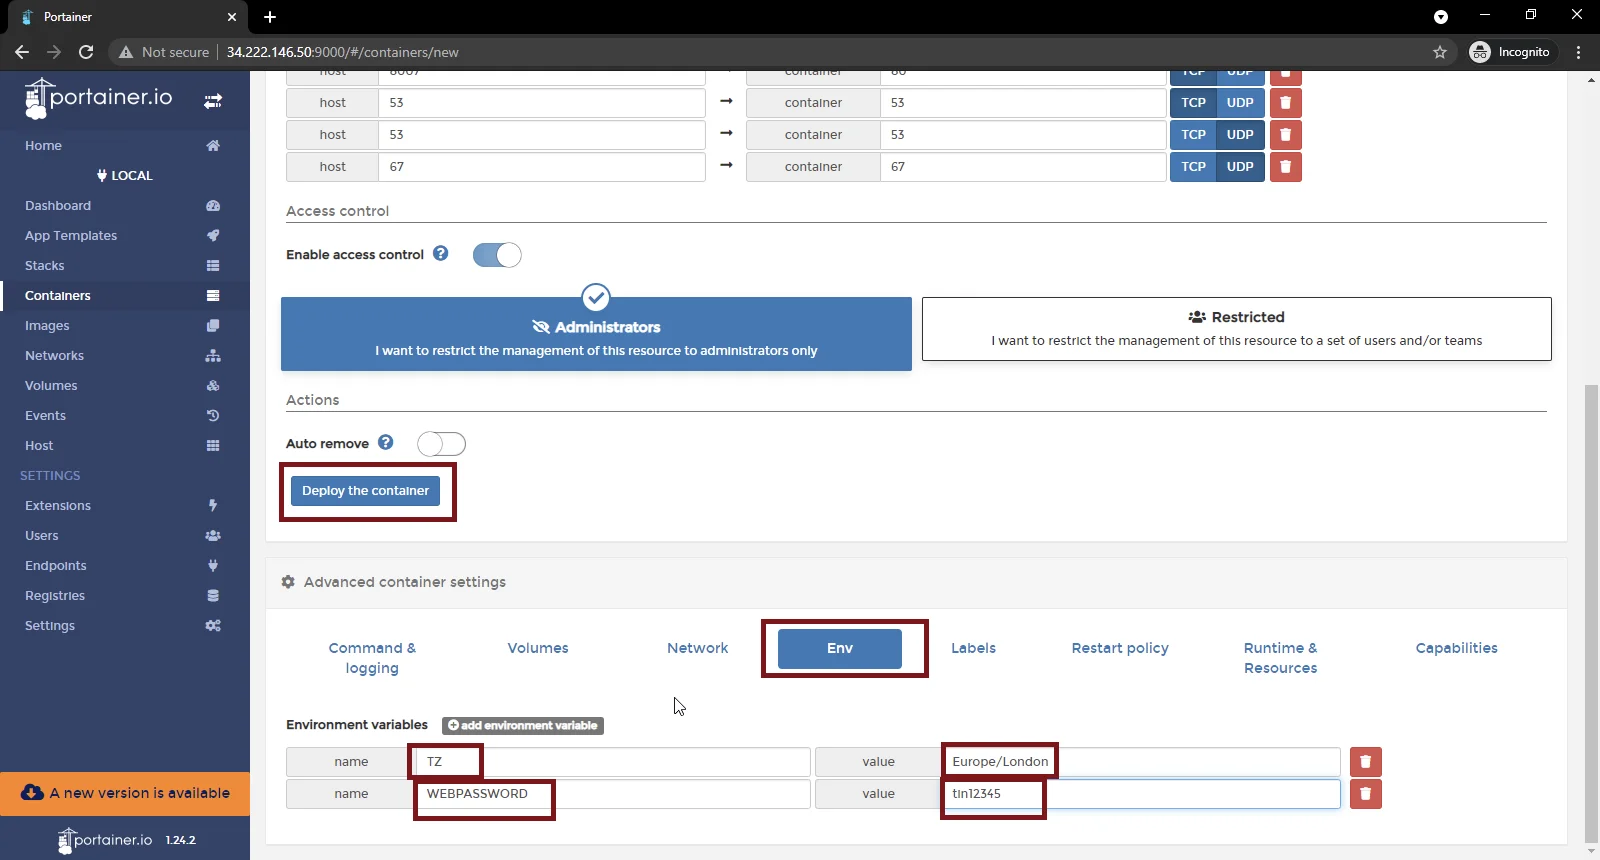 Portainer
Not secure 34.222.146.50:9000/#/containers/new Incognito
portainer.io
Home
LOCAL
Dashboard
App Templates
Stacks
Containers
Images
Networks
Volumes
Events
Host
SETTINGS
Extensions
Users
Endpoints
Registries
Settings
A new version is available
portainer.io 1.24.2
host 8007 container 80 TCP UDP
host 53 container 53 TCP UDP
host 53 container 53 TCP UDP
host 67 container 67 TCP UDP
Access control
Enable access control
Administrators
I want to restrict the management of this resource to administrators only
Restricted
I want to restrict the management of this resource to a set of users and/or teams
Actions
Auto remove
Deploy the container
Advanced container settings
Command & logging
Volumes
Network
Env
Labels
Restart policy
Runtime & Resources
Capabilities
Environment variables add environment variable
name TZ value Europe/London
name WEBPASSWORD value tin12345